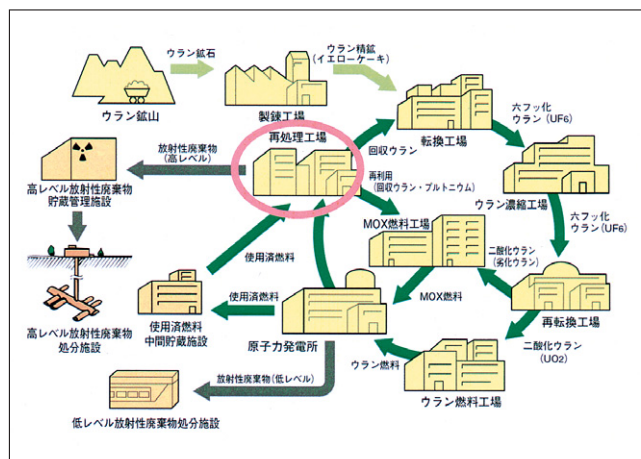 ウラン鉱石
ウラン精鉱
(イエローケーキ)
ウラン鉱山
製錬工場
転換工場
六フッ化
ウラン(UF6)
再処理工場
放射性廃棄物
(高レベル)
回収ウラン
再利用
(回収ウラン・プルトニウム)
高レベル放射性廃棄物
貯蔵管理施設
ウラン濃縮工場
MOX燃料工場
六フッ化
ウラン(UF6)
二酸化ウラン
(劣化ウラン)
使用済燃料
使用済燃料
MOX燃料
再転換工場
高レベル放射性廃棄物
処分施設
使用済燃料
中間貯蔵施設
原子力発電所
二酸化ウラン
(UO2)
ウラン燃料
放射性廃棄物(低レベル)
ウラン燃料工場
低レベル放射性廃棄物処分施設